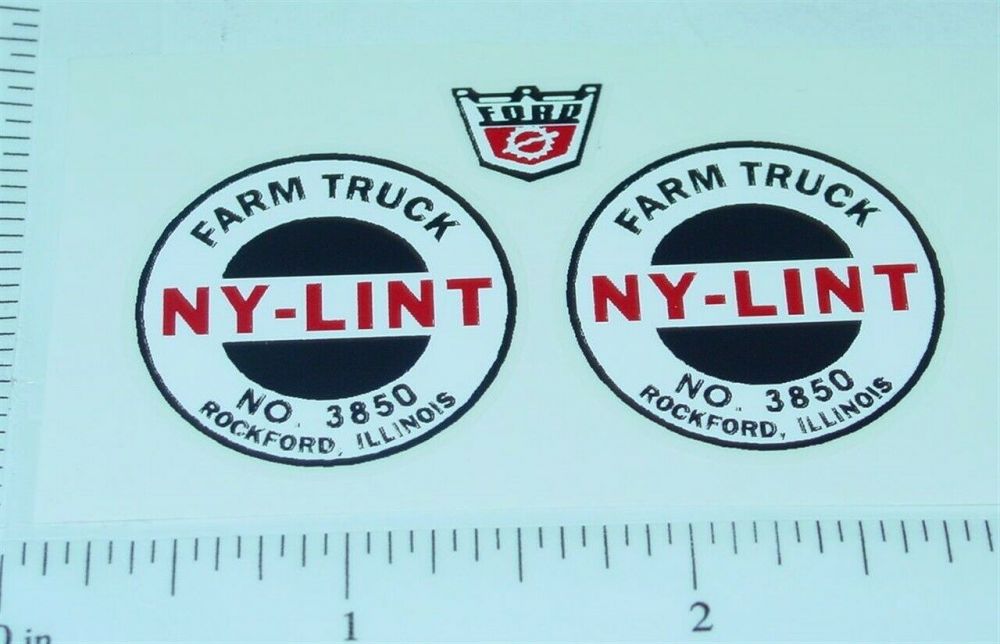 FORD
FARM TRUCK
NY-LINT
NO. 3850
ROCKFORD, ILLINOIS
FARM TRUCK
NY-LINT
NO. 3850
ROCKFORD, ILLINOIS
0 in
1
2